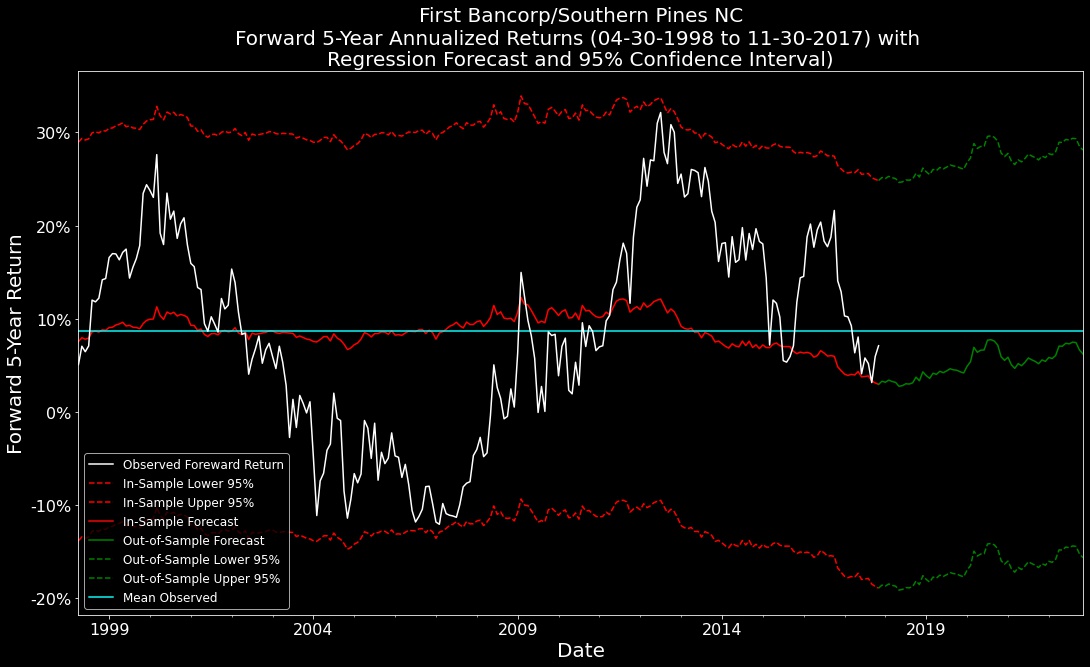 First Bancorp/Southern Pines NC
Forward 5-Year Annualized Returns (04-30-1998 to 11-30-2017) with
Regression Forecast and 95% Confidence Interval)
Forward 5-Year Return
30%
20%
10%
0%
-10%
-20%
Observed Foreward Return
In-Sample Lower 95%
In-Sample Upper 95%
In-Sample Forecast
Out-of-Sample Forecast
Out-of-Sample Lower 95%
Out-of-Sample Upper 95%
Mean Observed
1999
2004
2009
2014
2019
Date